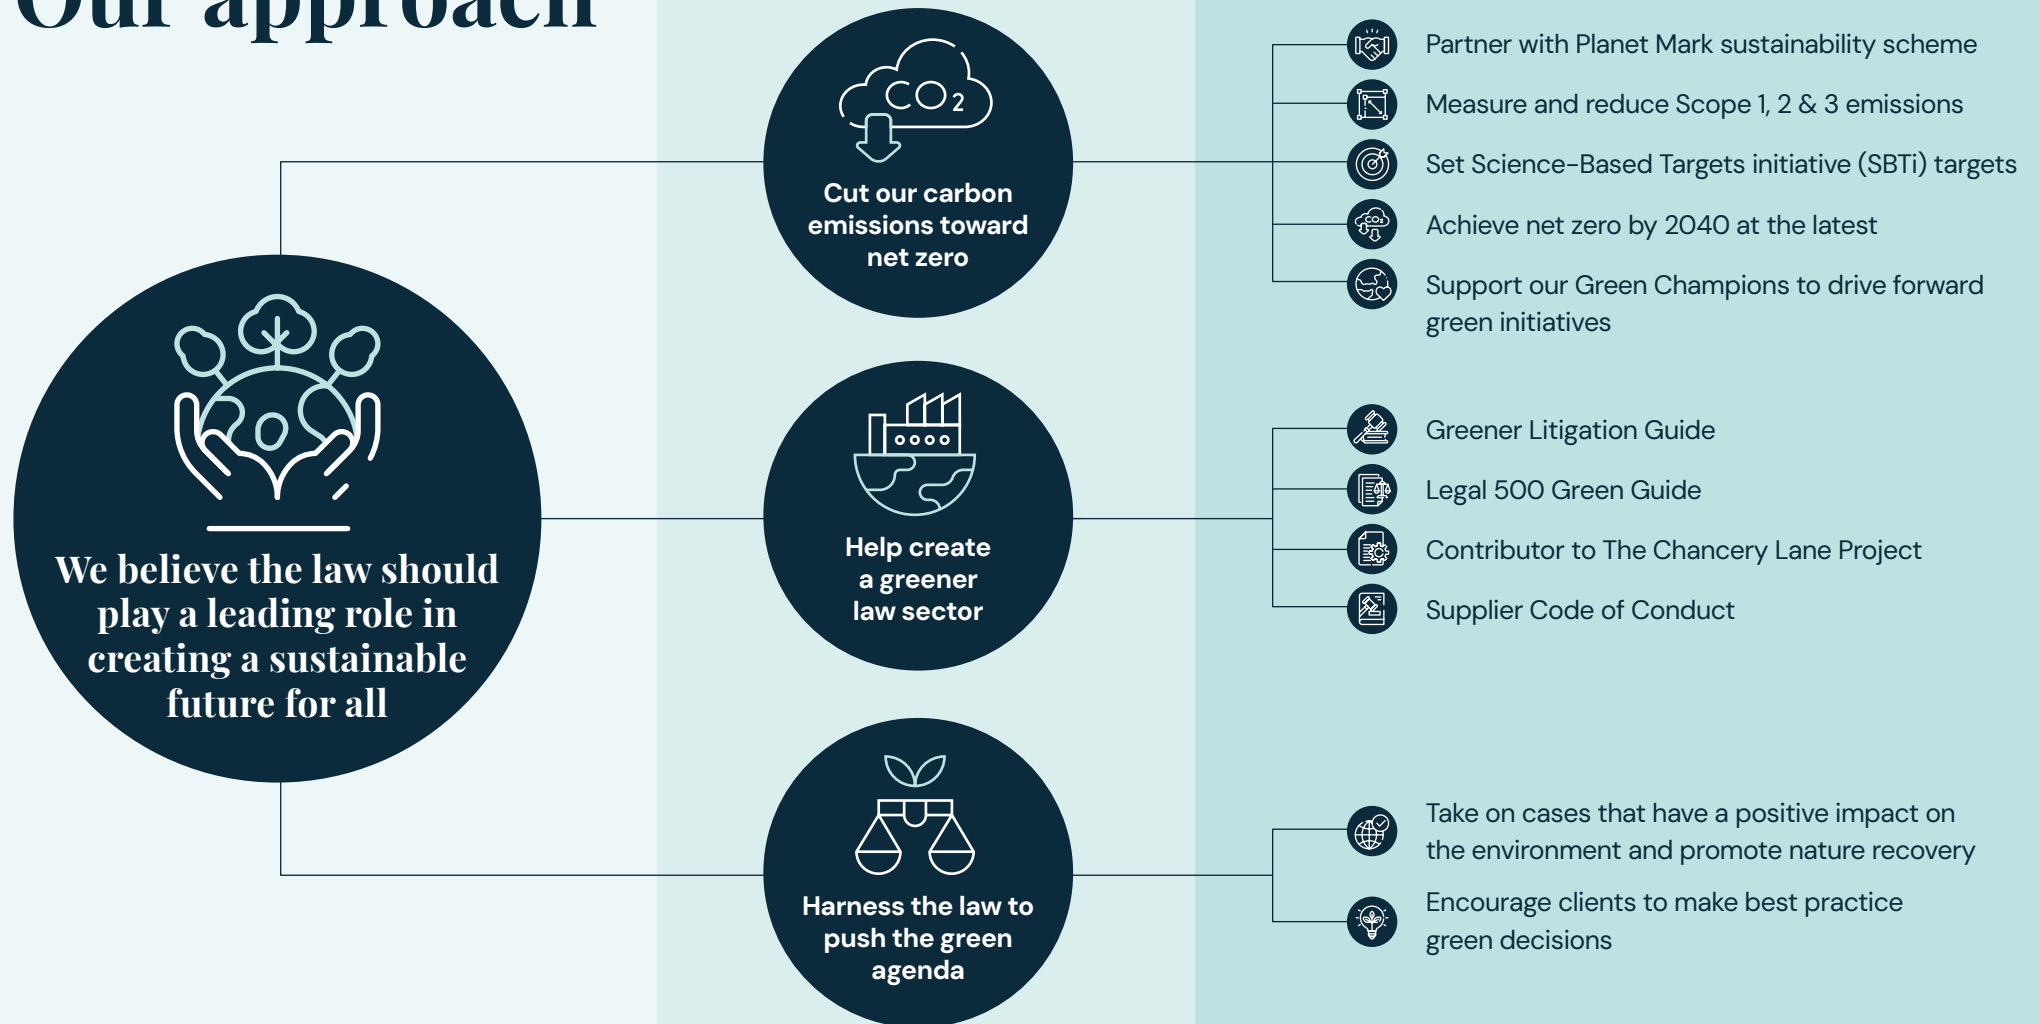 Our approach
We believe the law should
play a leading role in
creating a sustainable
future for all
CO2
Cut our carbon
emissions toward
net zero
Partner with Planet Mark sustainability scheme
Measure and reduce Scope 1, 2 & 3 emissions
Set Science-Based Targets initiative (SBTi) targets
CO2
Achieve net zero by 2040 at the latest
Support our Green Champions to drive forward
green initiatives
Help create
a greener
law sector
Greener Litigation Guide
Legal 500 Green Guide
Contributor to The Chancery Lane Project
Supplier Code of Conduct
Harness the law to
push the green
agenda
Take on cases that have a positive impact on
the environment and promote nature recovery
Encourage clients to make best practice
green decisions